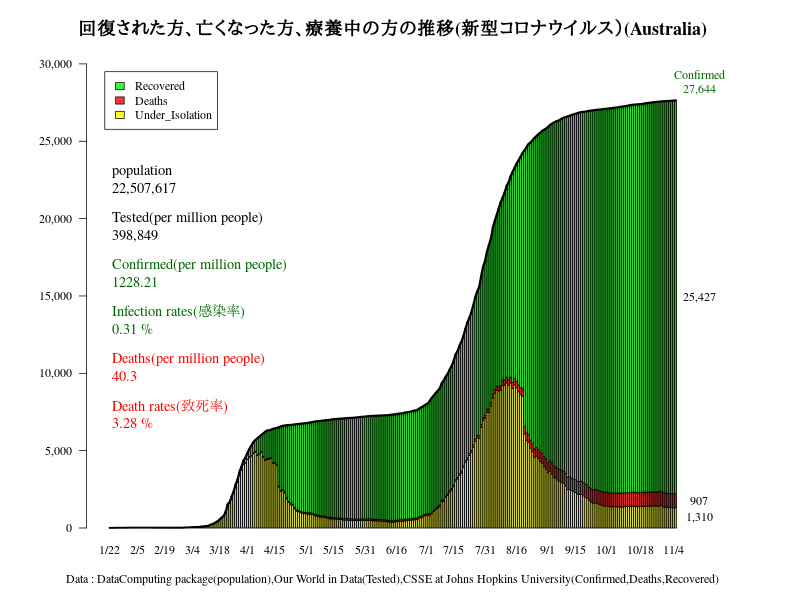 回復された方、亡くなった方、療養中の方の推移(新型コロナウイルス）(Australia)
Confirmed
27,644
30,000
25,000
20,000
15,000
10,000
5,000
0
Recovered
Deaths
Under_Isolation
population
22,507,617
Tested(per million people)
398,849
Confirmed(per million people)
1228.21
Infection rates(感染率)
0.31 %
Deaths(per million people)
40.3
Death rates(致死率)
3.28 %
25,427
907
1,310
1/22 2/5 2/19 3/4 3/18 4/1 4/15 5/1 5/15 5/31 6/16 7/1 7/15 7/31 8/16 9/1 9/15 10/1 10/18 11/4
Data : DataComputing package(population),Our World in Data(Tested),CSSE at Johns Hopkins University(Confirmed,Deaths,Recovered)